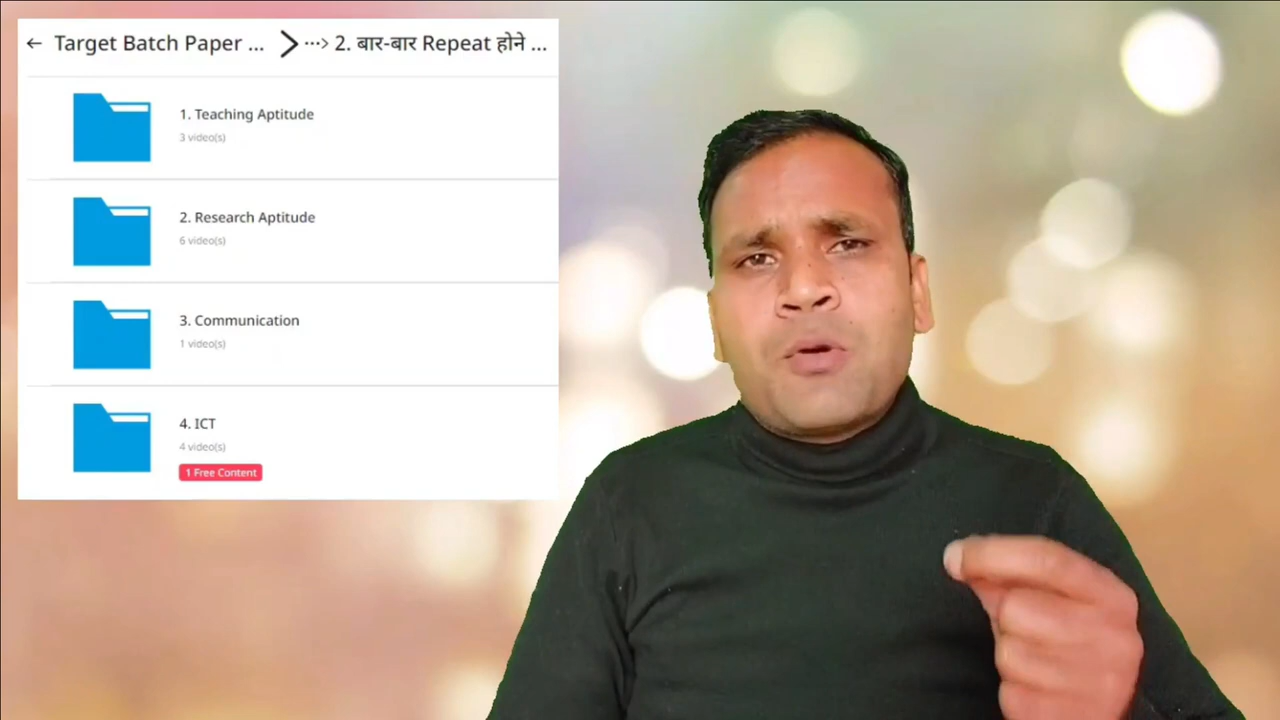 ← Target Batch Paper ... > ···> 2. बार-बार Repeat होने ...
1. Teaching Aptitude
3 video(s)
2. Research Aptitude
6 video(s)
3. Communication
1 video(s)
4. ICT
4 video(s)
1 Free Content